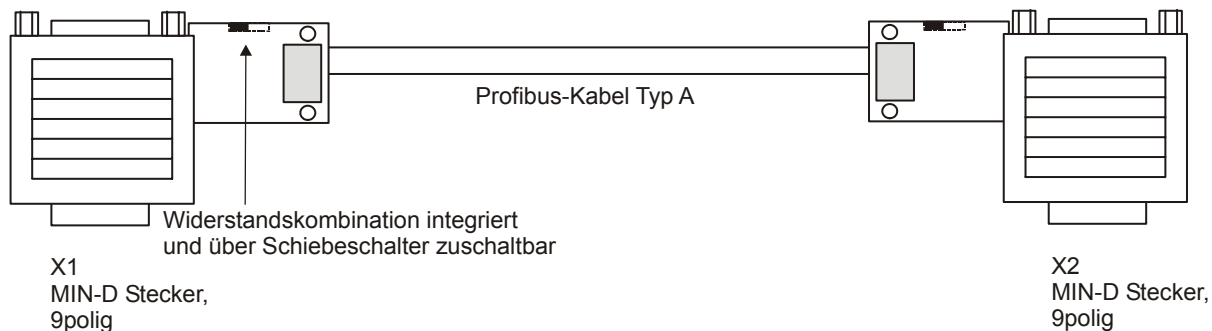 Profibus-Kabel Typ A
Widerstandskombination integriert
und über Schiebeschalter zuschaltbar
X1
MIN-D Stecker,
9polig
X2
MIN-D Stecker,
9polig